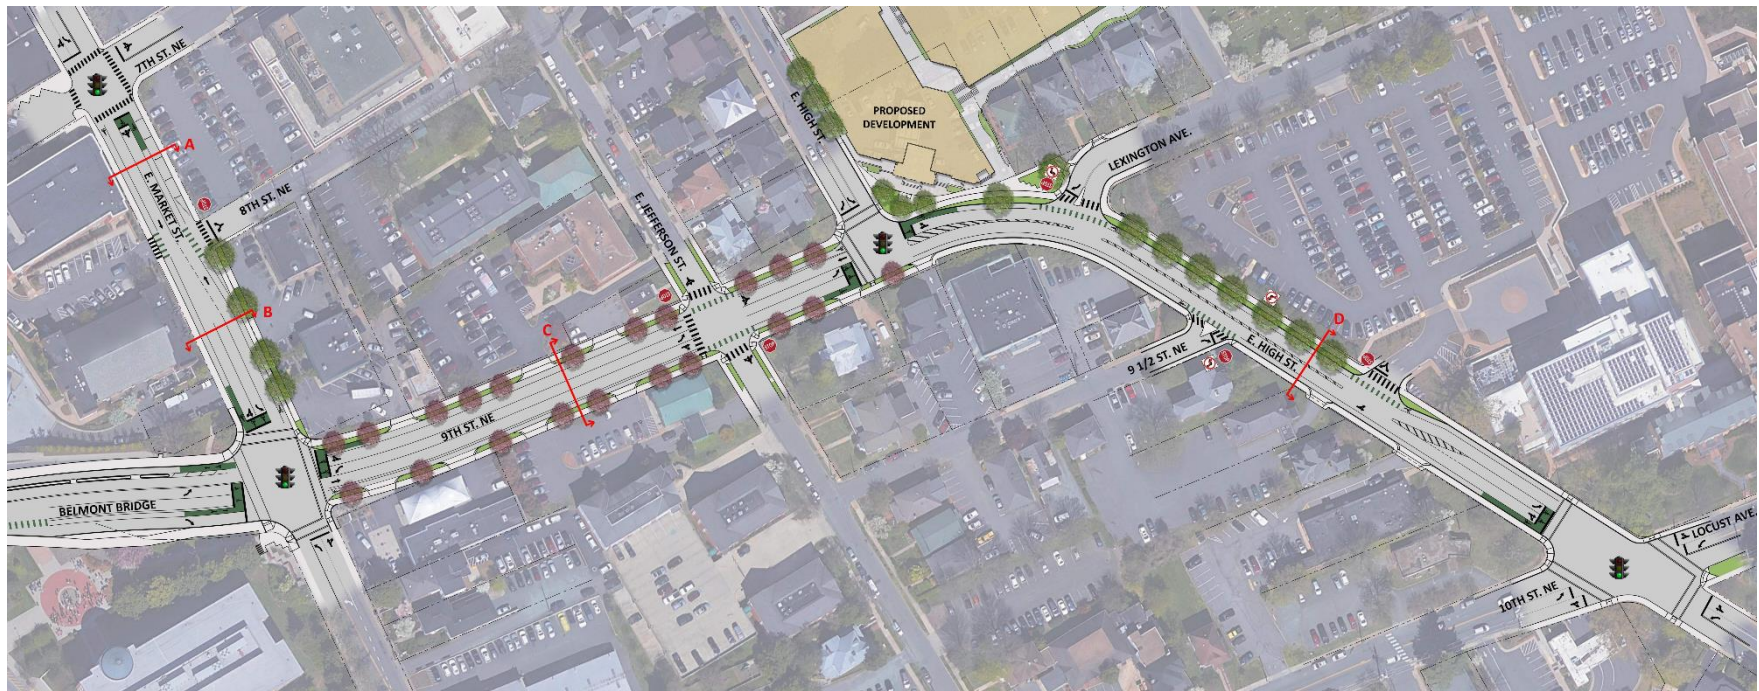 7TH ST. NE
A
E. MARKET ST.
8TH ST. NE
B
BELMONT BRIDGE
9TH ST. NE
C
E. JEFFERSON ST.
STOP
E. HIGH ST.
PROPOSED
DEVELOPMENT
LEXINGTON AVE.
9 1/2 ST. NE
D
E. HIGH ST.
10TH ST. NE
LOCUST AVE.